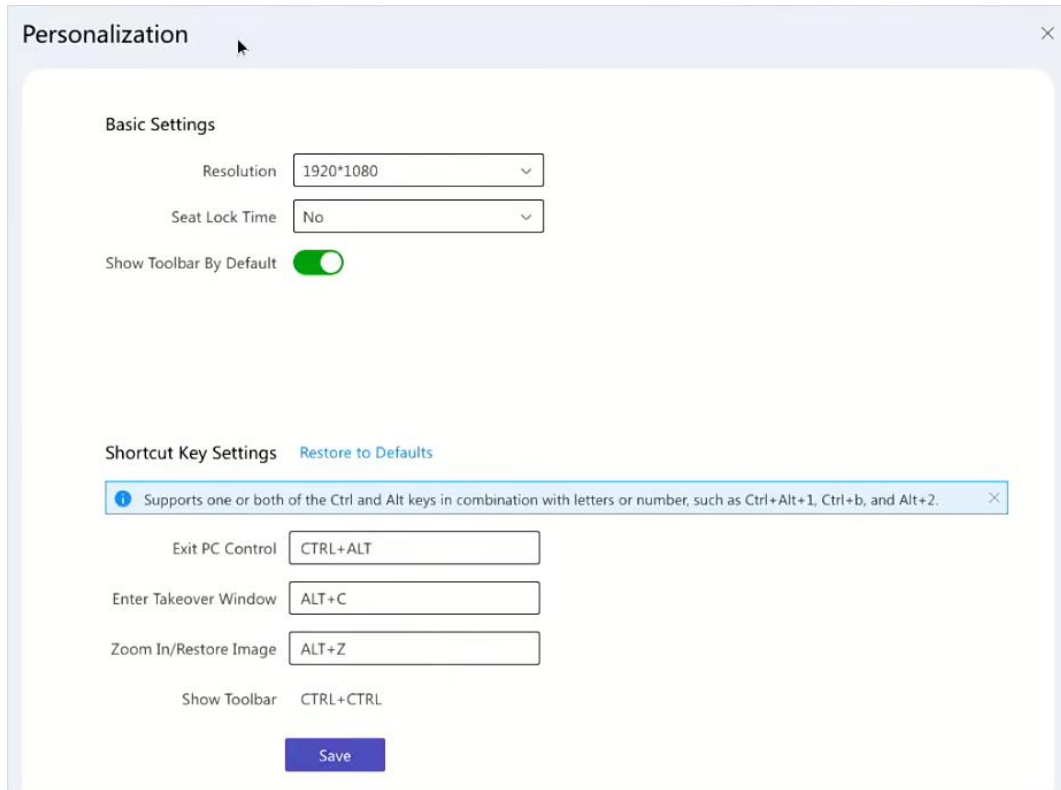 Personalization
Basic Settings
Resolution 1920*1080
Seat Lock Time No
Show Toolbar By Default
Shortcut Key Settings Restore to Defaults
Supports one or both of the Ctrl and Alt keys in combination with letters or number, such as Ctrl+Alt+1, Ctrl+b, and Alt+2.
Exit PC Control CTRL+ALT
Enter Takeover Window ALT+C
Zoom In/Restore Image ALT+Z
Show Toolbar CTRL+CTRL
Save